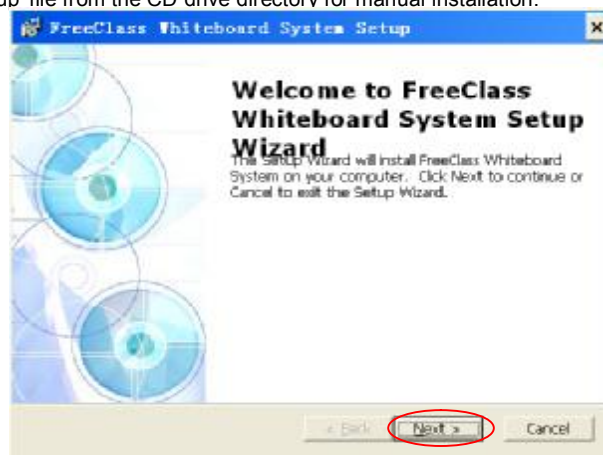 up' file from the CD drive directory for manual installation.
FreeClass Whiteboard System Setup
Welcome to FreeClass
Whiteboard System Setup
Wizard
The Setup Wizard will install FreeClass Whiteboard
System on your computer. Click Next to continue or
Cancel to exit the Setup Wizard.
< Back
Next >
Cancel